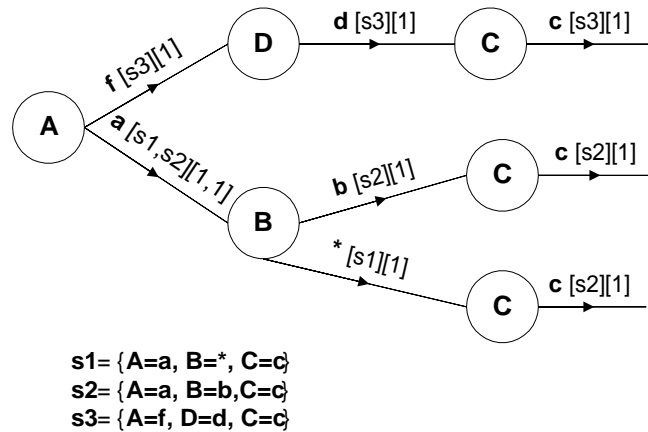 D
d [s3][1]
C
c [s3][1]
f [s3][1]
A
a [s1,s2][1,1]
B
b [s2][1]
C
c [s2][1]
* [s1][1]
C
c [s2][1]
s1= {A=a, B=*, C=c}
s2= {A=a, B=b,C=c}
s3= {A=f, D=d, C=c}